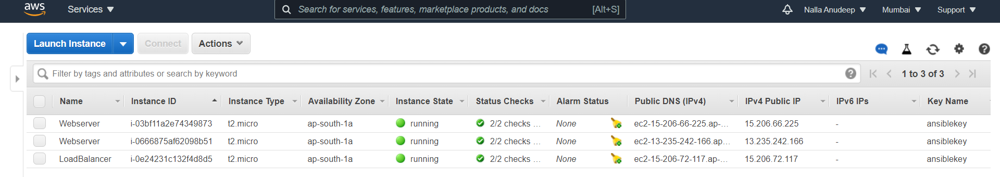 aws Services Search for services, features, marketplace products, and docs [Alt+S] Nalla Anudeep Mumbai Support
Launch Instance Connect Actions
Filter by tags and attributes or search by keyword 1 to 3 of 3
Name Instance ID Instance Type Availability Zone Instance State Status Checks Alarm Status Public DNS (IPv4) IPv4 Public IP IPv6 IPs Key Name
Webserver i-03bf11a2e74349873 t2.micro ap-south-1a running 2/2 checks ... None ec2-15-206-66-225.ap-... 15.206.66.225 - ansiblekey
Webserver i-0666875af62098b51 t2.micro ap-south-1a running 2/2 checks ... None ec2-13-235-242-166.ap... 13.235.242.166 - ansiblekey
LoadBalancer i-0e24231c132f4d8d5 t2.micro ap-south-1a running 2/2 checks ... None ec2-15-206-72-117.ap-... 15.206.72.117 - ansiblekey